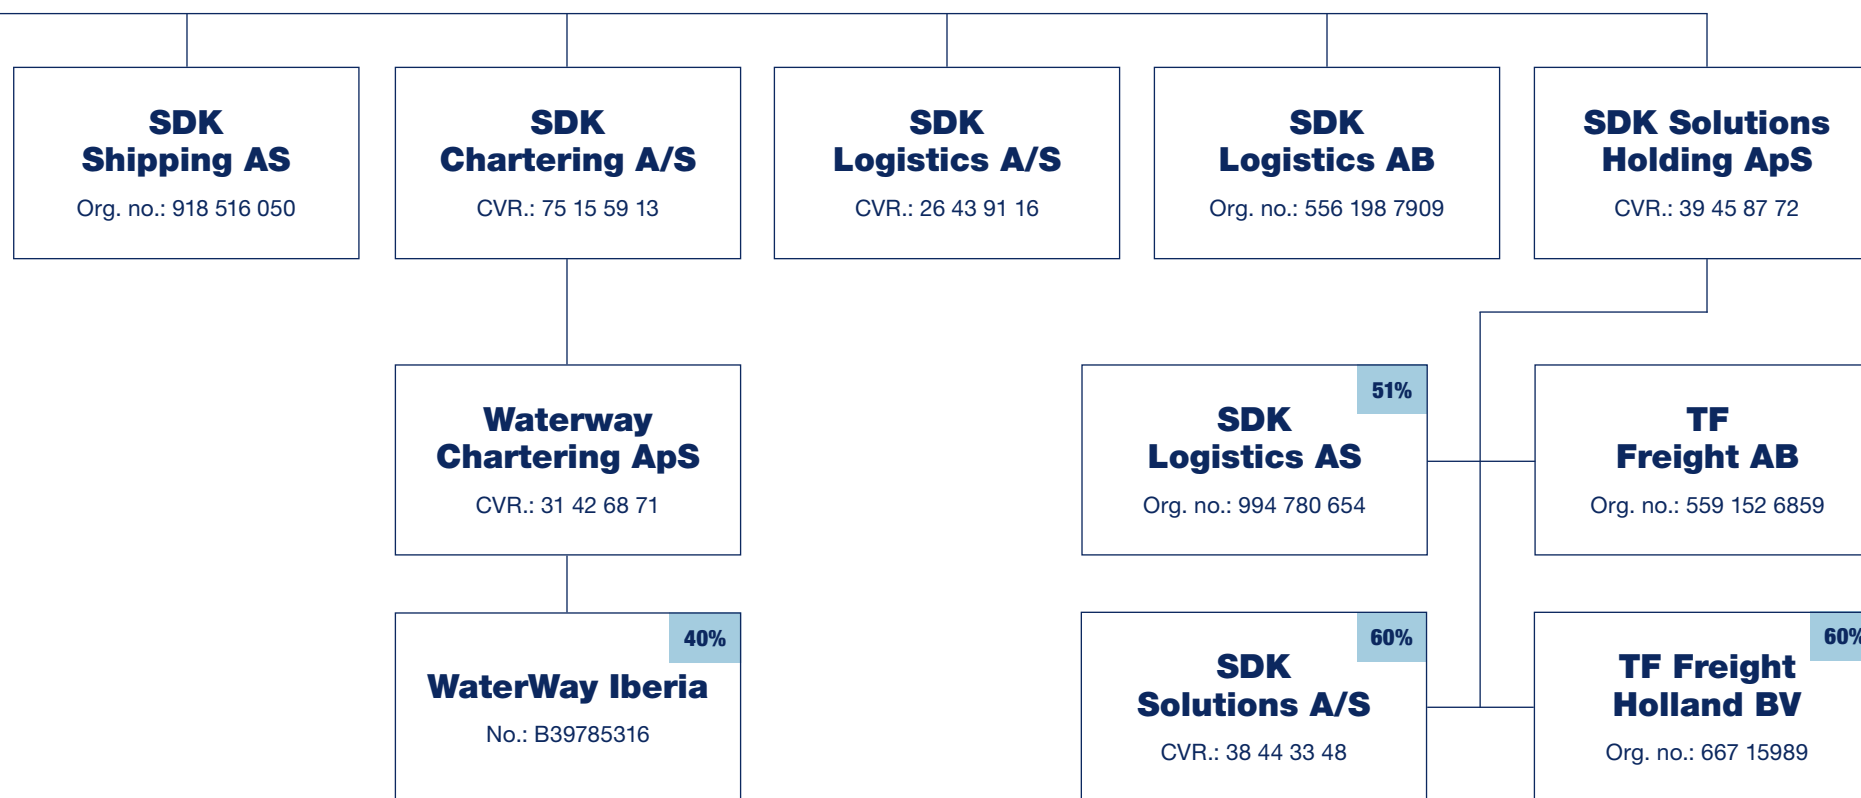 SDK
Shipping AS
Org. no.: 918 516 050
SDK
Chartering A/S
CVR.: 75 15 59 13
SDK
Logistics A/S
CVR.: 26 43 91 16
SDK
Logistics AB
Org. no.: 556 198 7909
SDK Solutions
Holding ApS
CVR.: 39 45 87 72
Waterway
Chartering ApS
CVR.: 31 42 68 71
51%
SDK
Logistics AS
Org. no.: 994 780 654
TF
Freight AB
Org. no.: 559 152 6859
40%
WaterWay Iberia
No.: B39785316
60%
SDK
Solutions A/S
CVR.: 38 44 33 48
60%
TF Freight
Holland BV
Org. no.: 667 15989